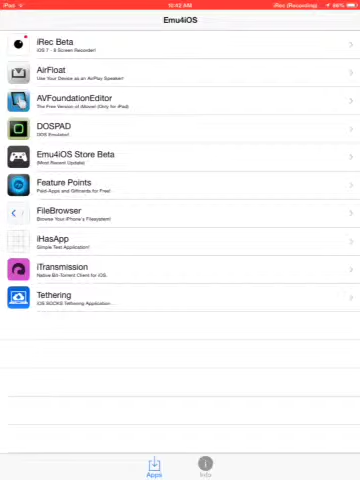 iPad
10:42 AM
iRec (Recording)
66%
Emu4iOS
iRec Beta
iOS 7 - 8 Screen Recorder!
AirFloat
Use Your Device as an AirPlay Speaker!
AVFoundationEditor
The Free Version of iMovie! (Only for iPad)
DOSPAD
DOS Emulator!
Emu4iOS Store Beta
(Most Recent Update)
Feature Points
Paid-Apps and Giftcards for Free!
FileBrowser
Browse Your iPhone's Filesystem!
iHasApp
Simple Test Application!
iTransmission
Native Bit-Torrent Client for iOS.
Tethering
iOS SOCKS Tethering Application ...
Apps
Info